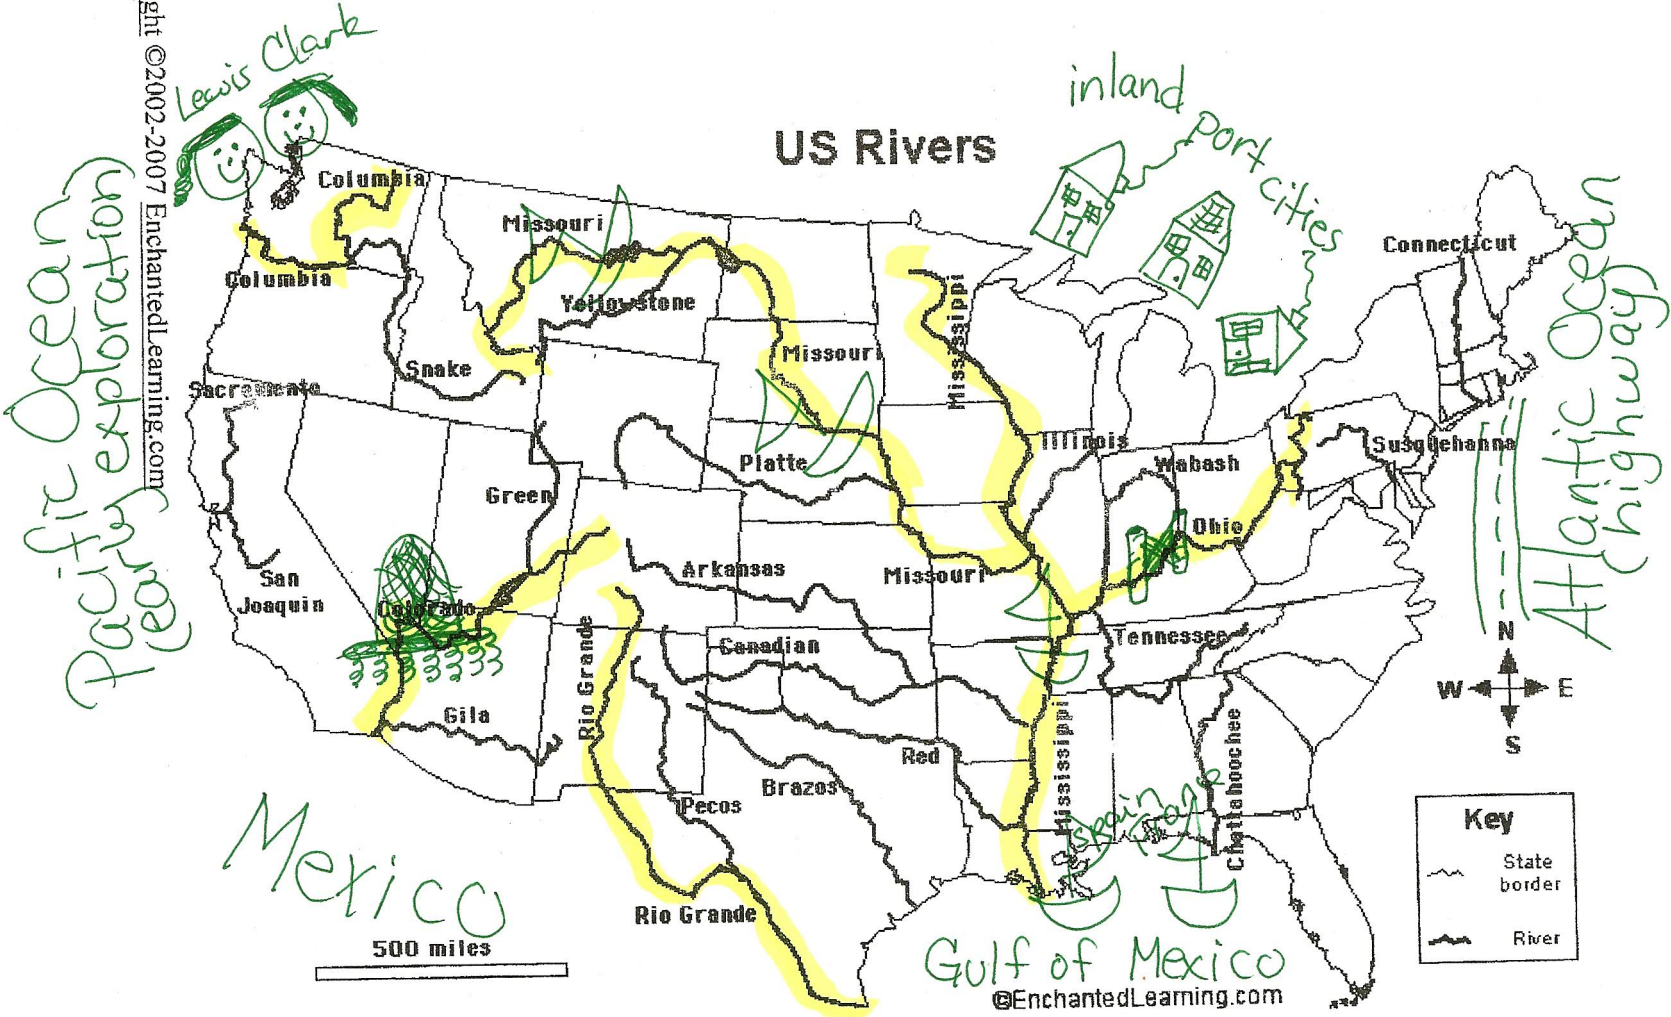 ght ©2002-2007 EnchantedLearning.com
Lewis Clark
Pacific Ocean
(early exploration)
US Rivers
inland
port cities
Atlantic Ocean
(highway)
Columbia
Columbia
Missouri
Yellowstone
Mississippi
Connecticut
Missouri
Snake
Sacramento
Platte
Illinois
Wabash
Susquehanna
Green
Ohio
San
Joaquin
Arkansas
Missouri
Colorado
Rio Grande
Canadian
Tennessee
Gila
Red
Mississippi
Chattahoochee
Pecos
Brazos
Spain
Rio Grande
Mexico
500 miles
Gulf of Mexico
©EnchantedLearning.com
N
W E
S
Key
State
border
River